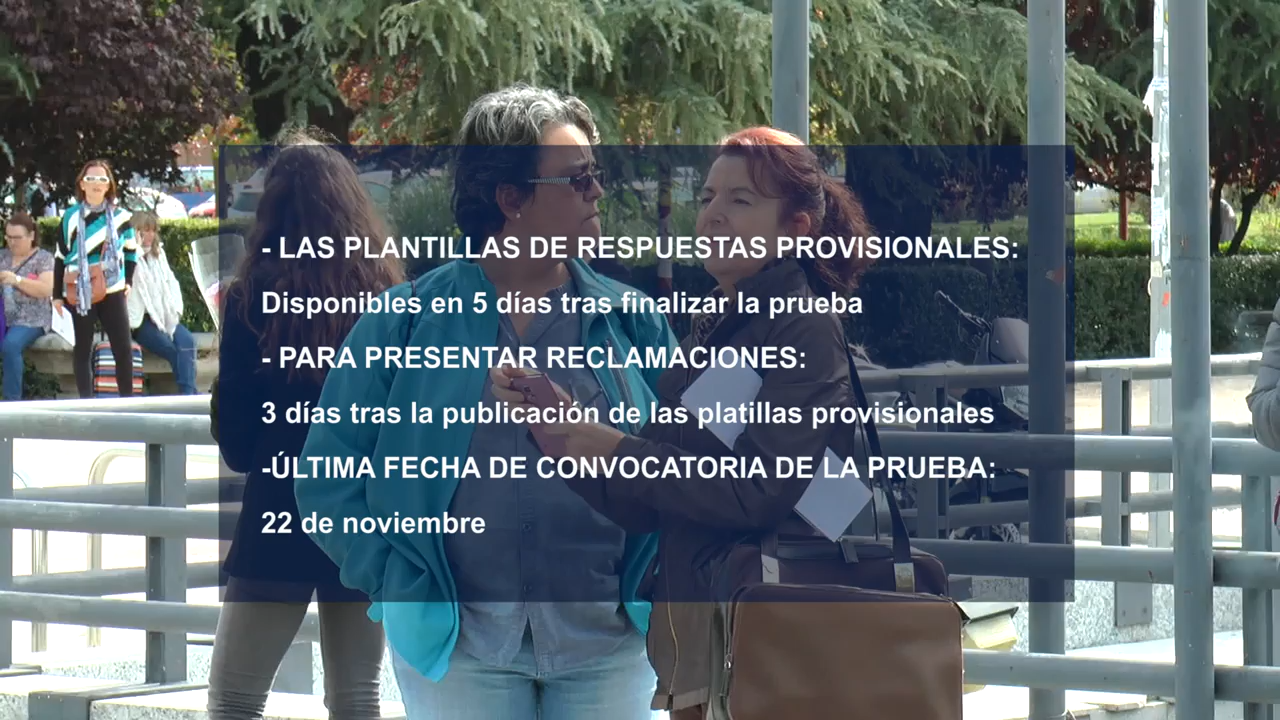 - LAS PLANTILLAS DE RESPUESTAS PROVISIONALES:
Disponibles en 5 días tras finalizar la prueba
- PARA PRESENTAR RECLAMACIONES:
3 días tras la publicación de las platillas provisionales
-ÚLTIMA FECHA DE CONVOCATORIA DE LA PRUEBA:
22 de noviembre